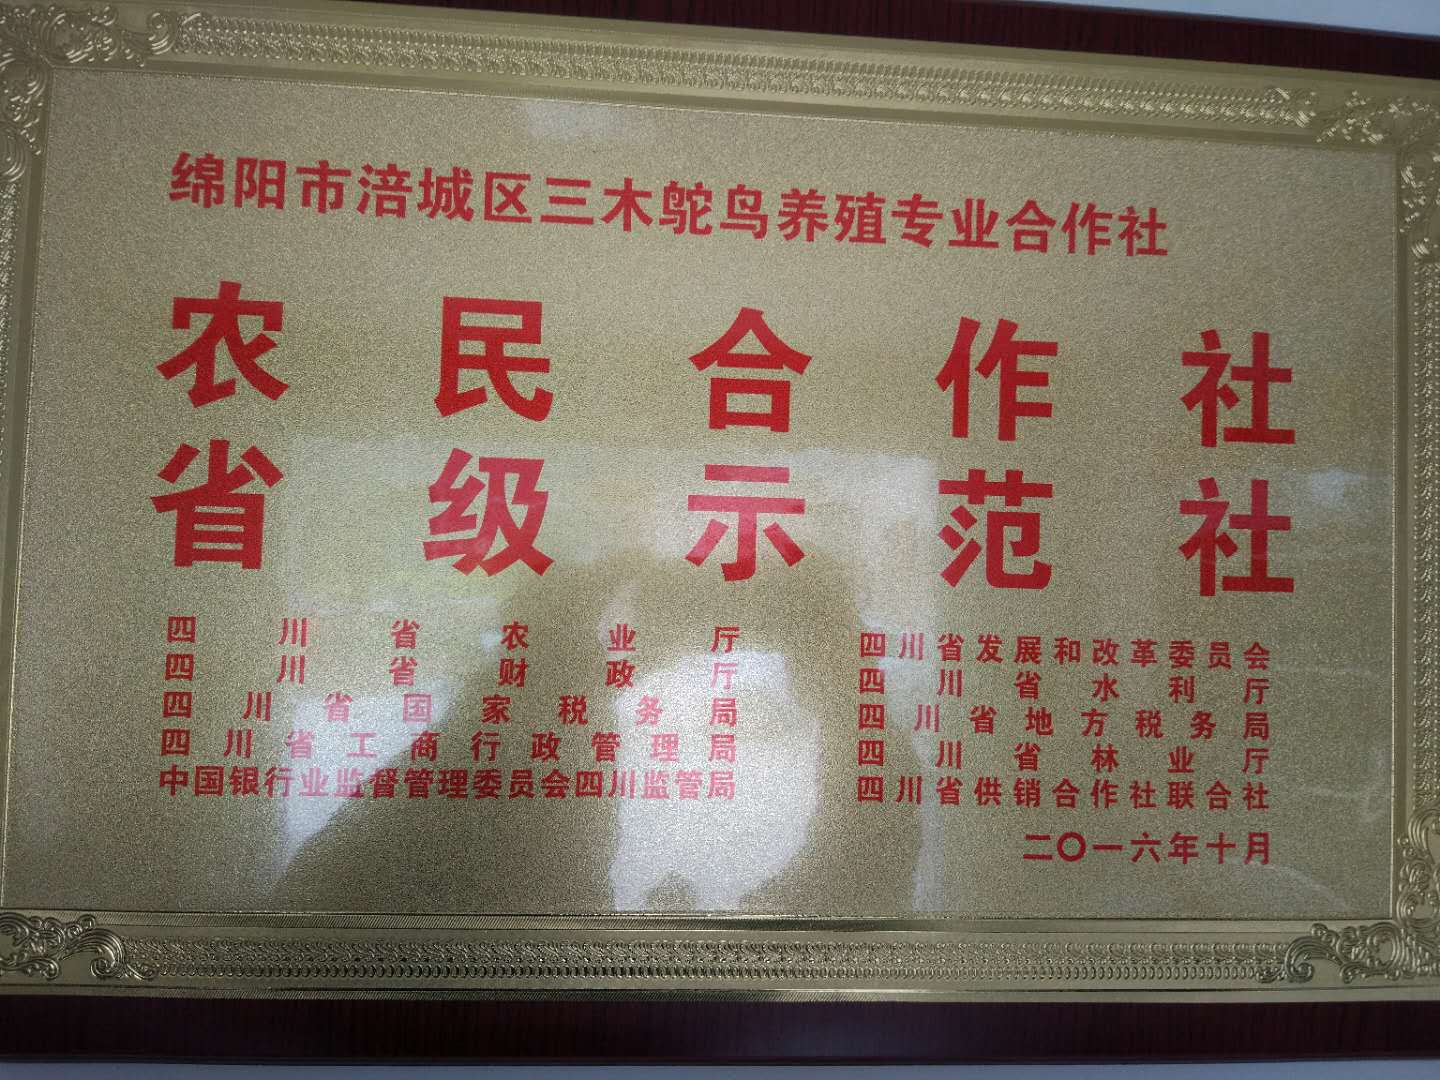 绵阳市涪城区三木鸵鸟养殖专业合作社
农民合作社
省级示范社
四川省农业厅
四川省财政厅
四川省国家税务局
四川省工商行政管理局
中国银行业监督管理委员会四川监管局
四川省发展和改革委员会
四川省水利厅
四川省地方税务局
四川省林业厅
四川省供销合作社联合社
二〇一六年十月